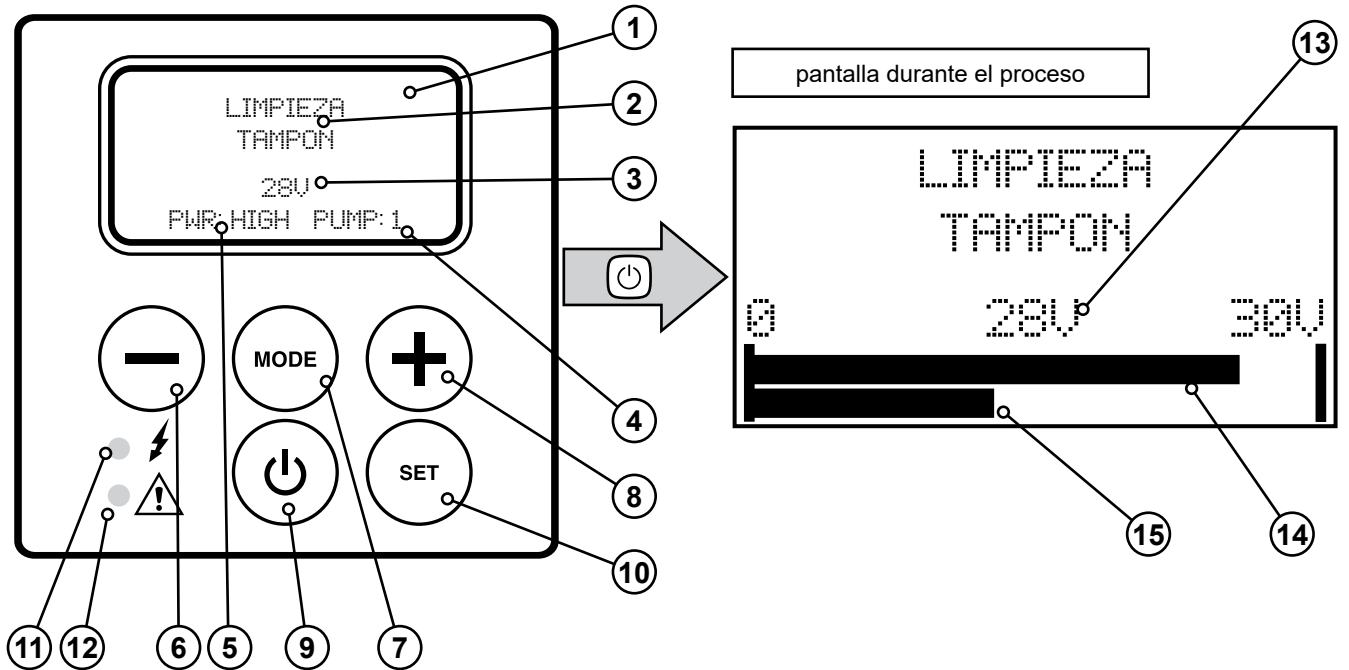 1
LIMPIEZA
2
TAMPON
28V
3
PWR:HIGH PUMP:1
MODE
4
SET
8
10
11
12
6
5
9
7
pantalla durante el proceso
13
LIMPIEZA
TAMPON
0 28V 30V
15
14